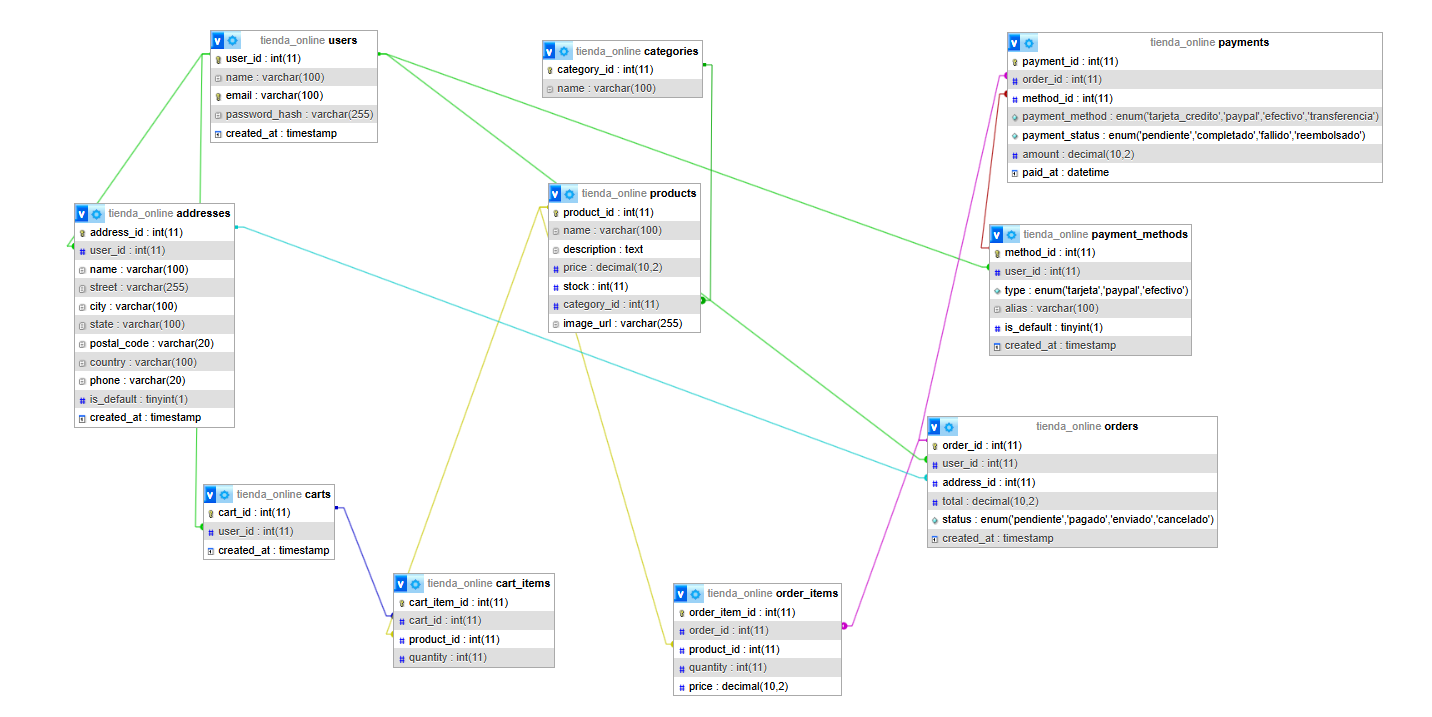 tienda_online users
user_id : int(11)
name : varchar(100)
email : varchar(100)
password_hash : varchar(255)
created_at : timestamp
tienda_online categories
category_id : int(11)
name : varchar(100)
tienda_online payments
payment_id : int(11)
order_id : int(11)
method_id : int(11)
payment_method : enum('tarjeta_credito','paypal','efectivo','transferencia')
payment_status : enum('pendiente','completado','fallido','reembolsado')
amount : decimal(10,2)
paid_at : datetime
tienda_online addresses
address_id : int(11)
user_id : int(11)
name : varchar(100)
street : varchar(255)
city : varchar(100)
state : varchar(100)
postal_code : varchar(20)
country : varchar(100)
phone : varchar(20)
is_default : tinyint(1)
created_at : timestamp
tienda_online products
product_id : int(11)
name : varchar(100)
description : text
price : decimal(10,2)
stock : int(11)
category_id : int(11)
image_url : varchar(255)
tienda_online payment_methods
method_id : int(11)
user_id : int(11)
type : enum('tarjeta','paypal','efectivo')
alias : varchar(100)
is_default : tinyint(1)
created_at : timestamp
tienda_online orders
order_id : int(11)
user_id : int(11)
address_id : int(11)
total : decimal(10,2)
status : enum('pendiente','pagado','enviado','cancelado')
created_at : timestamp
tienda_online carts
cart_id : int(11)
user_id : int(11)
created_at : timestamp
tienda_online cart_items
cart_item_id : int(11)
cart_id : int(11)
product_id : int(11)
quantity : int(11)
tienda_online order_items
order_item_id : int(11)
order_id : int(11)
product_id : int(11)
quantity : int(11)
price : decimal(10,2)